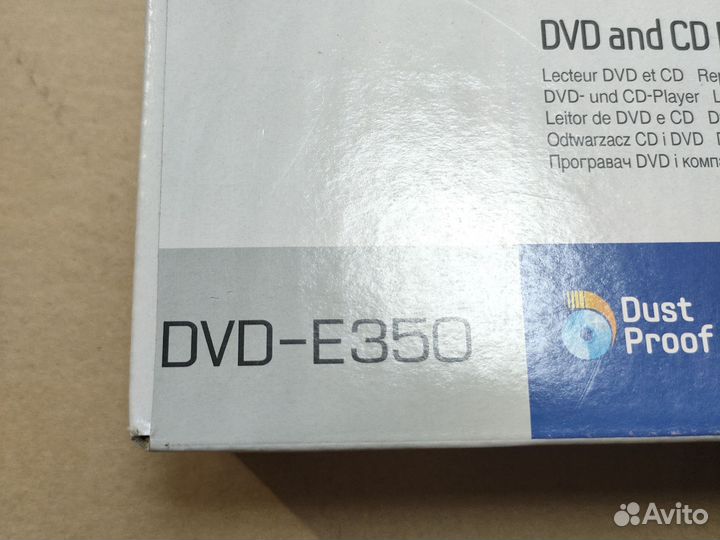 DVD and CD
Lecteur DVD et CD
DVD- und CD-Player
Leitor de DVD e CD
Odtwarzacz CD i DVD
Програвач DVD і
DVD-E350
Dust
Proof
Avito